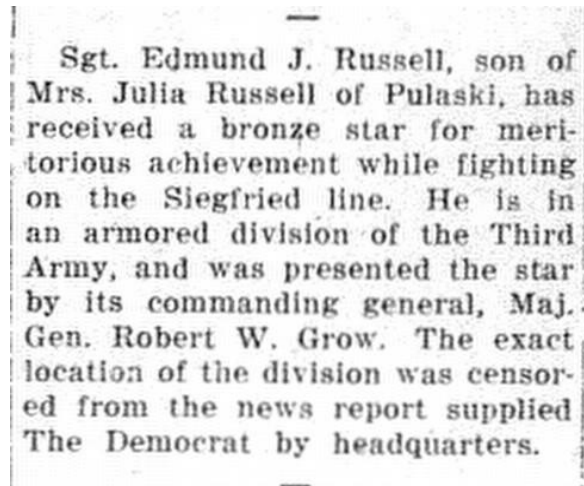 Sgt. Edmund J. Russell, son of
Mrs. Julia Russell of Pulaski, has
received a bronze star for meri-
torious achievement while fighting
on the Siegfried line. He is in
an armored division of the Third
Army, and was presented the star
by its commanding general, Maj.
Gen. Robert W. Grow. The exact
location of the division was censor-
ed from the news report supplied
The Democrat by headquarters.